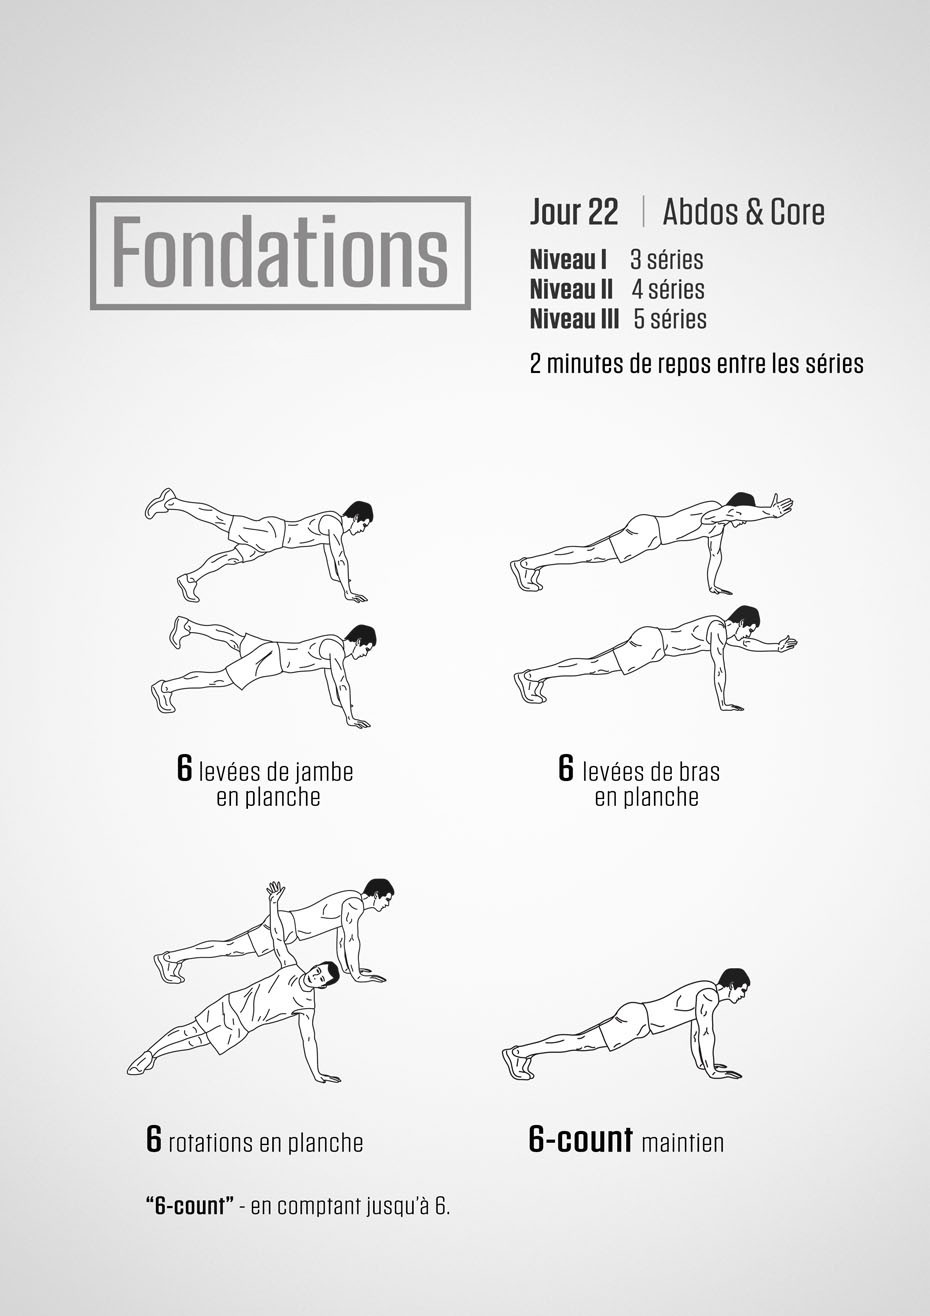 Fondations
Jour 22 | Abdos & Core
Niveau I 3 séries
Niveau II 4 séries
Niveau III 5 séries
2 minutes de repos entre les séries
6 levées de jambe
en planche
6 levées de bras
en planche
6 rotations en planche
6-count maintien
“6-count” - en comptant jusqu’à 6.